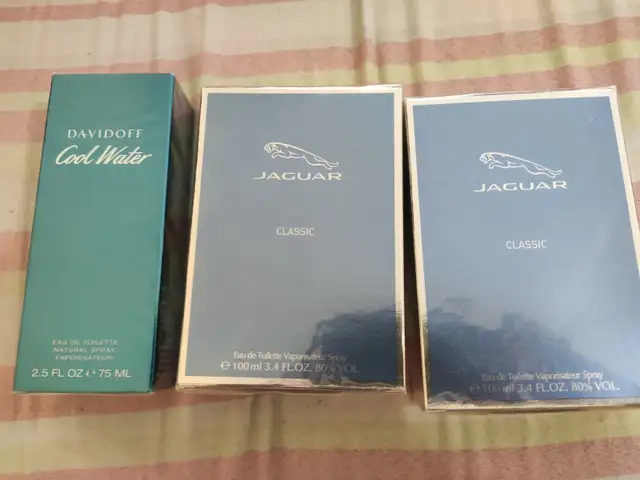 DAVIDOFF
Cool Water
EAU DE TOILETTE
NATURAL SPRAY
VAPORISATEUR
2.5 FL OZ e 75 ML
JAGUAR
CLASSIC
Eau de Toilette Vaporisateur Spray
e 100 ml 3.4 FL.OZ. 80% VOL.
JAGUAR
CLASSIC
Eau de Toilette Vaporisateur Spray
e 100 ml 3.4 FL.OZ. 80% VOL.